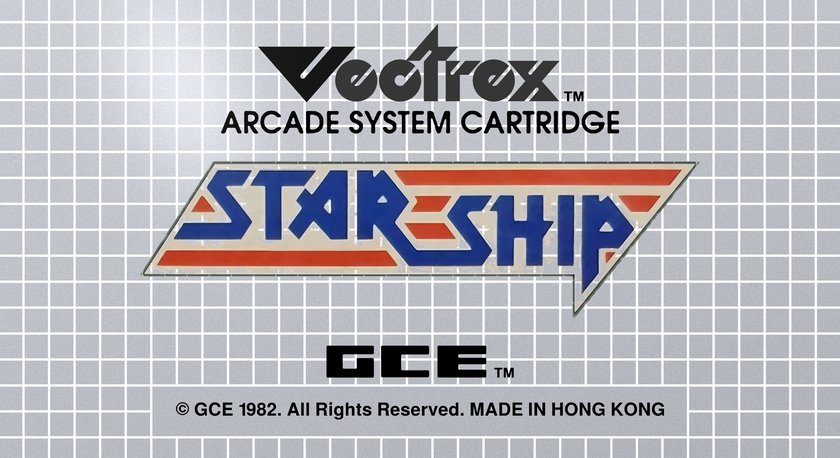 Vectrex™
ARCADE SYSTEM CARTRIDGE
STAR SHIP
GCE™
© GCE 1982. All Rights Reserved. MADE IN HONG KONG